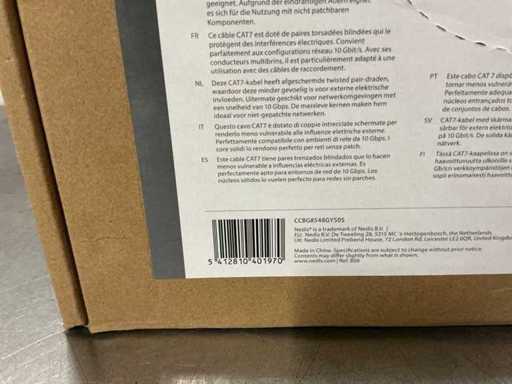 geeignet. Aufgrund der eindrähtigen Adern eignet
es sich für die Nutzung mit nicht patchbaren
Komponenten.
FR Ce câble CAT7 est doté de paires torsadées blindées qui le
protègent des interférences électriques. Convient
parfaitement aux configurations réseau 10 Gbit/s. Avec ses
conducteurs multibrins, il est particulièrement adapté à une
utilisation avec des câbles de raccordement.
NL Deze CAT7-kabel heeft afgeschermde twisted pair-draden,
waardoor deze minder gevoelig is voor externe elektrische
invloeden. Uitermate geschikt voor netwerkomgevingen met
een snelheid van 10 Gbps. De massieve kernen maken hem
ideaal voor niet-gepatchte netwerken.
IT Questo cavo CAT7 è dotato di coppie intrecciate schermate per
renderlo meno vulnerabile alle influenze elettriche esterne.
Perfettamente compatibile con ambienti di rete da 10 Gbps. I
core solidi lo rendono perfetto per reti senza patch.
ES Este cable CAT7 tiene pares trenzados blindados que lo hacen
menos vulnerable a influencias eléctricas externas. Es
perfectamente apto para entornos de red de 10 Gbps. Los
núcleos sólidos lo vuelven perfecto para redes sin parches.
PT Este cabo CAT 7 disp
tornar menos vulnerá
Perfeitamente adequa
núcleos entrançados to
de conjuntos de cabos.
SV CAT7-kabel med skärma
sårbar för extern elektrisk
på 10 Gbit/s. De solida kä
nätverk.
FI Tässä CAT7-kaapelissa on s
haavoittuvuutta ulkoisille s
Gb:n verkkoympäristöjen
sopii erinomaisesti haavoit
CCBGR8540GY505
Nedis® is a trademark of Nedis B.V. |
EU: Nedis B.V. De Tweeling 28, 5215 MC 's-Hertogenbosch, the Netherlands
UK: Nedis Limited Prebend House, 72 London Rd, Leicester LE2 0QR, United Kingdom
Made in China. Specifications are subject to change without prior notice.
Contents may differ slightly from what is shown.
www.nedis.com | Ref: B08
5 412810 401970